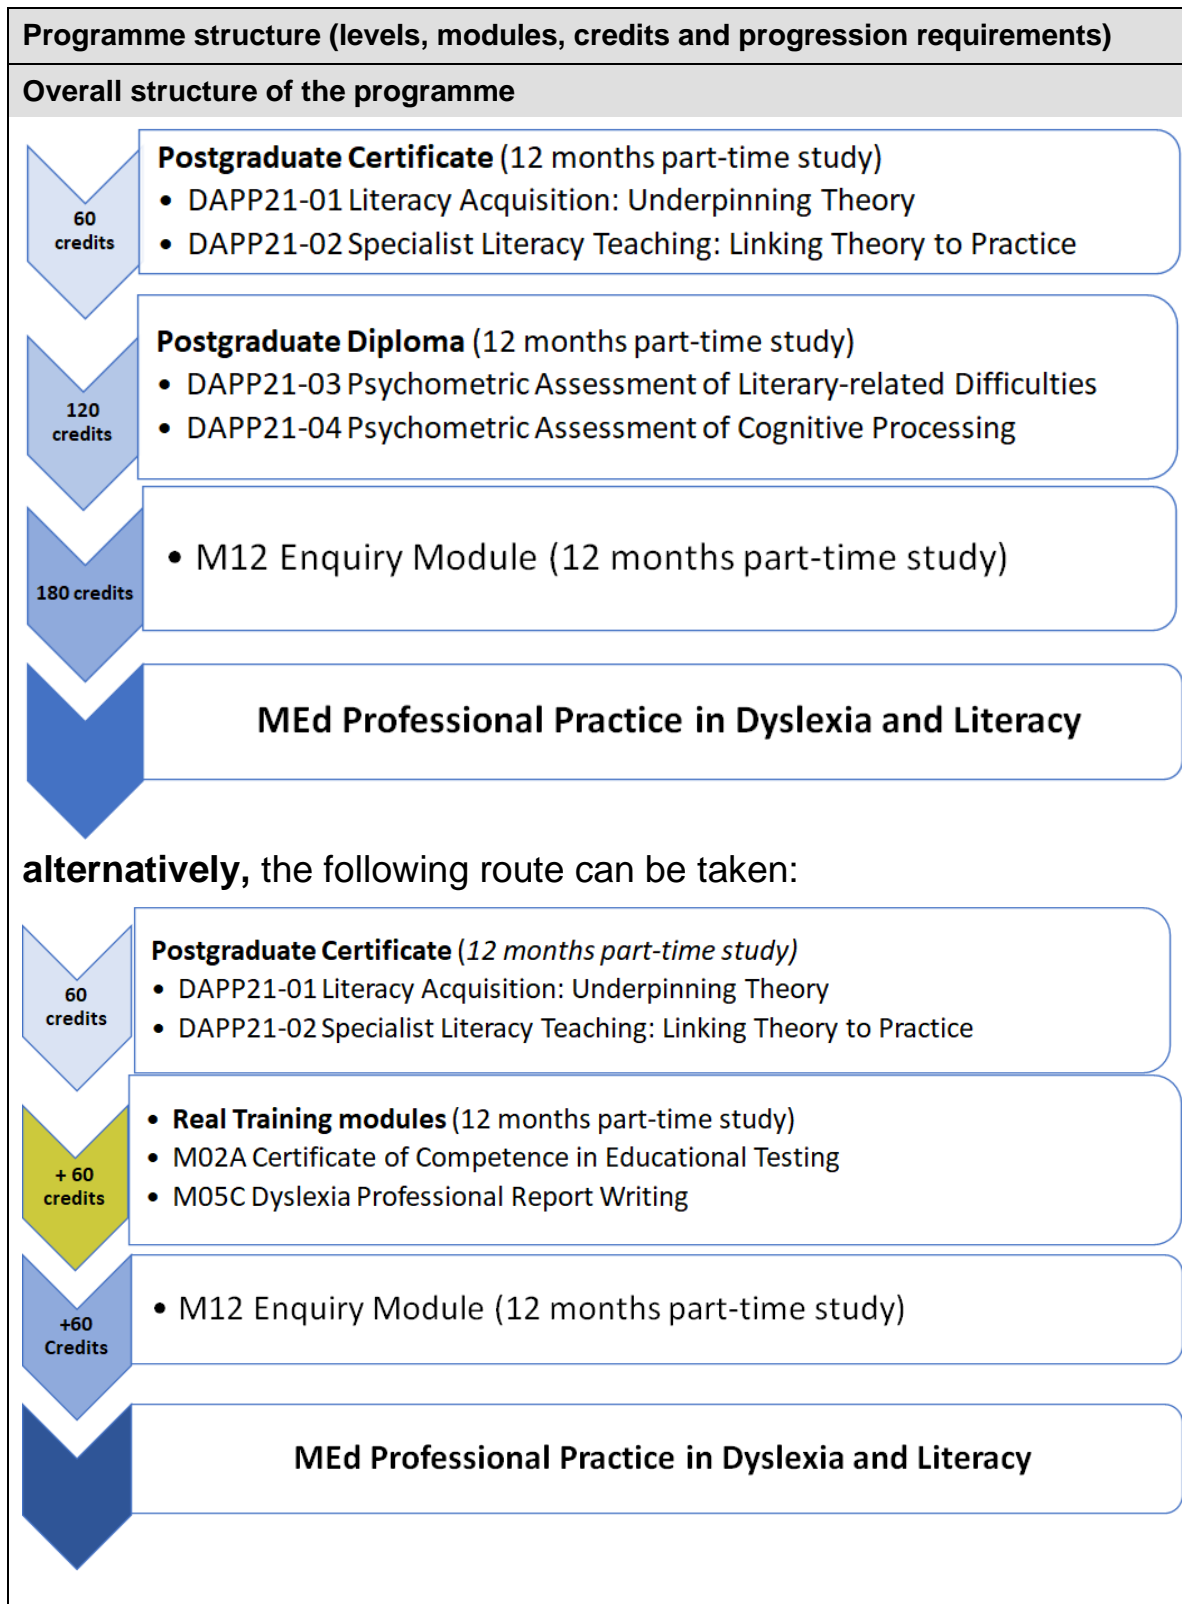 Programme structure (levels, modules, credits and progression requirements)
Overall structure of the programme
60
credits
Postgraduate Certificate (12 months part-time study)
• DAPP21-01 Literacy Acquisition: Underpinning Theory
• DAPP21-02 Specialist Literacy Teaching: Linking Theory to Practice
120
credits
Postgraduate Diploma (12 months part-time study)
• DAPP21-03 Psychometric Assessment of Literary-related Difficulties
• DAPP21-04 Psychometric Assessment of Cognitive Processing
180 credits
• M12 Enquiry Module (12 months part-time study)
MEd Professional Practice in Dyslexia and Literacy
alternatively, the following route can be taken:
60
credits
Postgraduate Certificate (12 months part-time study)
• DAPP21-01 Literacy Acquisition: Underpinning Theory
• DAPP21-02 Specialist Literacy Teaching: Linking Theory to Practice
+ 60
credits
• Real Training modules (12 months part-time study)
• M02A Certificate of Competence in Educational Testing
• M05C Dyslexia Professional Report Writing
+60
Credits
• M12 Enquiry Module (12 months part-time study)
MEd Professional Practice in Dyslexia and Literacy